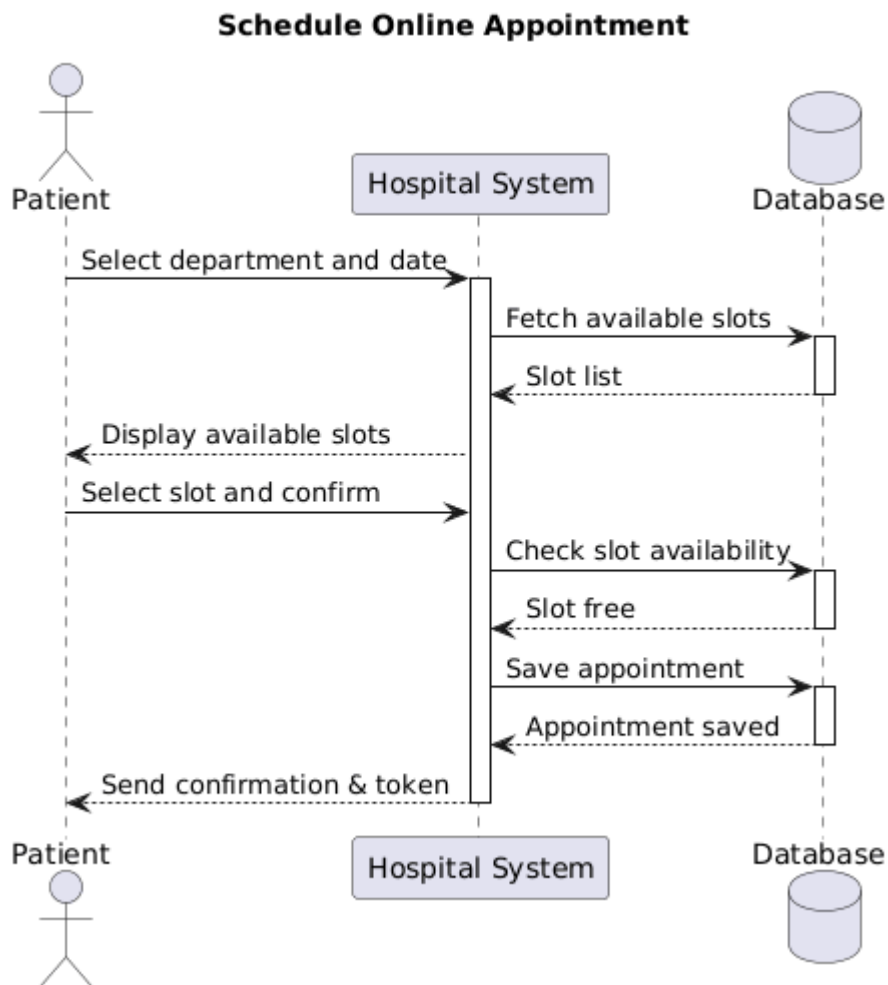 Schedule Online Appointment
Patient
Hospital System
Database
Select department and date
Fetch available slots
Slot list
Display available slots
Select slot and confirm
Check slot availability
Slot free
Save appointment
Appointment saved
Send confirmation & token
Patient
Hospital System
Database